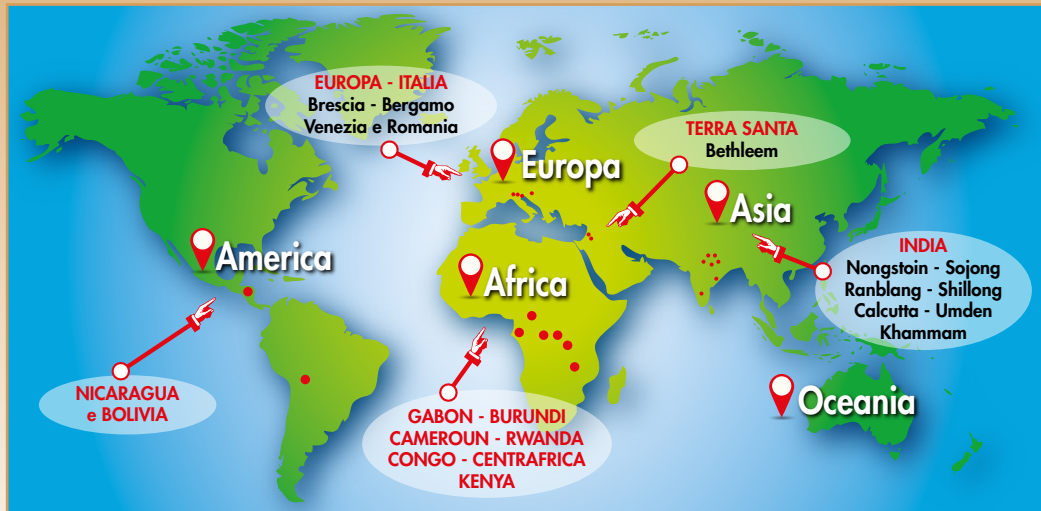 EUROPA - ITALIA
Brescia - Bergamo
Venezia e Romania
TERRA SANTA
Bethleem
Europa
Asia
America
Africa
INDIA
Nongstoin - Sojong
Ranblang - Shillong
Calcutta - Umden
Khammam
NICARAGUA
e BOLIVIA
GABON - BURUNDI
CAMEROUN - RWANDA
CONGO - CENTRAFRICA
KENYA
Oceania